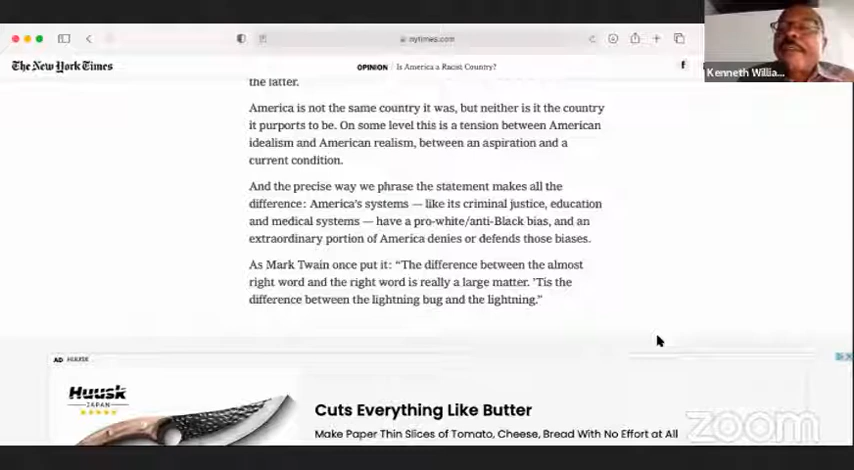 nytimes.com
The New York Times
OPINION | Is America a Racist Country?
f
Kenneth Willia...
the latter.
America is not the same country it was, but neither is it the country
it purports to be. On some level this is a tension between American
idealism and American realism, between an aspiration and a
current condition.
And the precise way we phrase the statement makes all the
difference: America's systems — like its criminal justice, education
and medical systems — have a pro-white/anti-Black bias, and an
extraordinary portion of America denies or defends those biases.
As Mark Twain once put it: “The difference between the almost
right word and the right word is really a large matter. ’Tis the
difference between the lightning bug and the lightning.”
AD HUUSK
Huusk
JAPAN
Cuts Everything Like Butter
Make Paper Thin Slices of Tomato, Cheese, Bread With No Effort at All
zoom